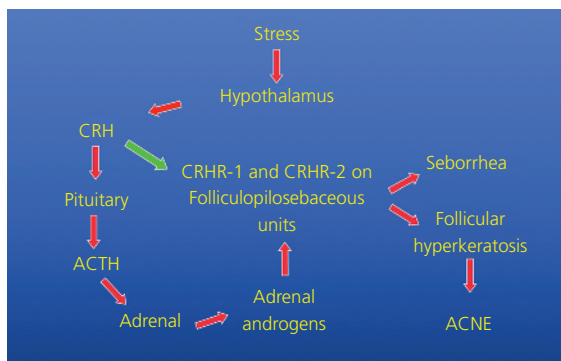 Stress
Hypothalamus
CRH
CRHR-1 and CRHR-2 on
Folliculopilosebaceous
units
Seborrhea
Pituitary
Follicular
hyperkeratosis
ACTH
Adrenal
Adrenal
androgens
ACNE